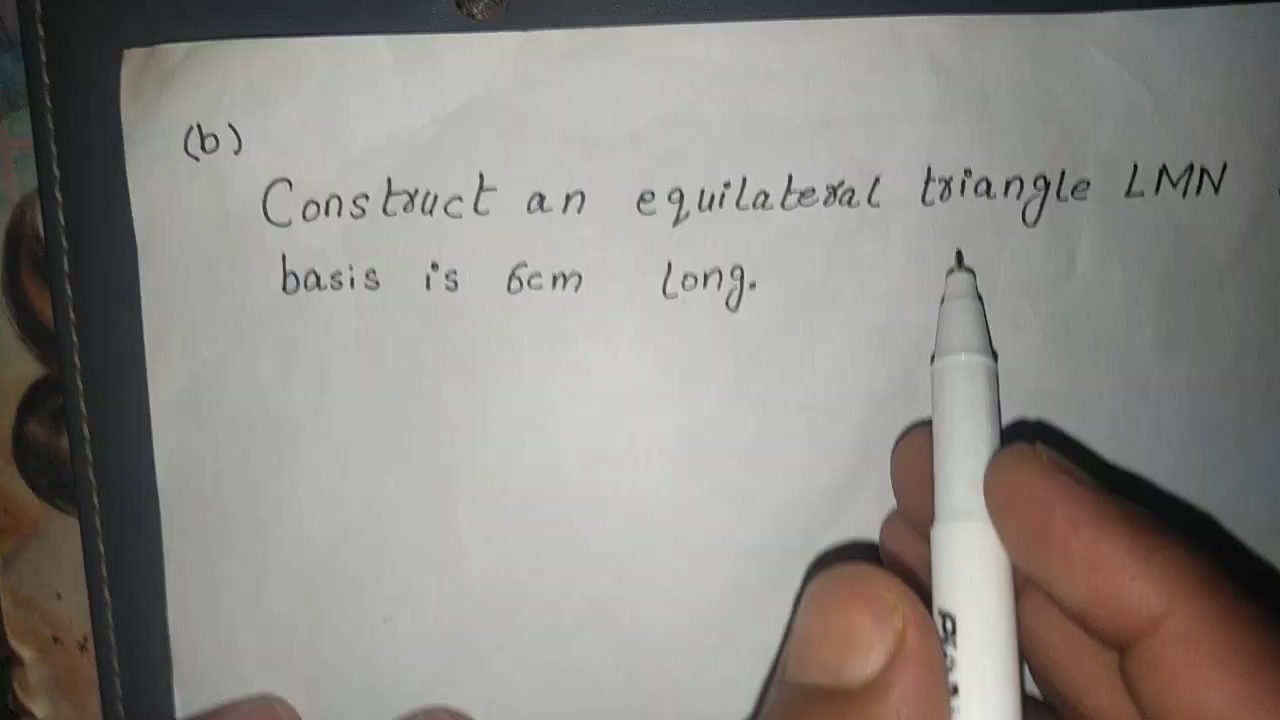 (b)
Construct an equilateral triangle LMN
basis is 6cm long.